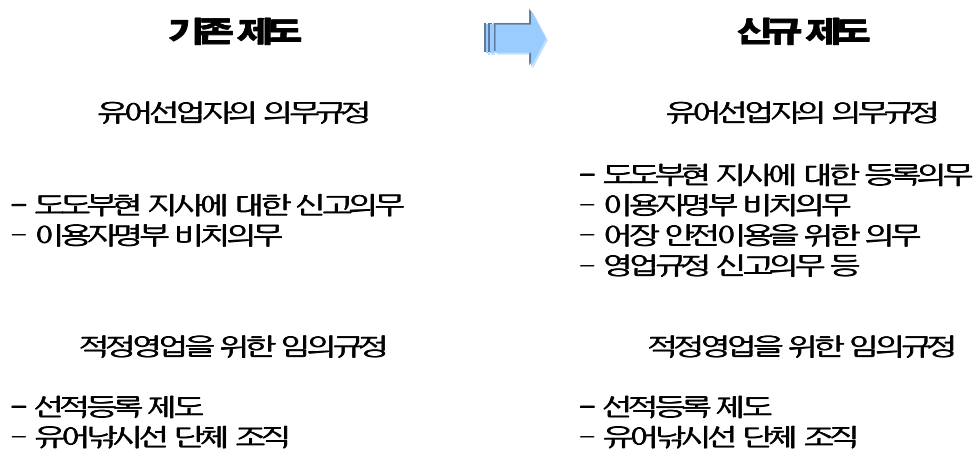 기존 제도
유어선업자의 의무규정
– 도도부현 지사에 대한 신고의무
– 이용자명부 비치의무
적정영업을 위한 임의규정
– 선적등록 제도
– 유어낚시선 단체 조직
신규 제도
유어선업자의 의무규정
– 도도부현 지사에 대한 등록의무
– 이용자명부 비치의무
– 어장 안전이용을 위한 의무
– 영업규정 신고의무 등
적정영업을 위한 임의규정
– 선적등록 제도
– 유어낚시선 단체 조직